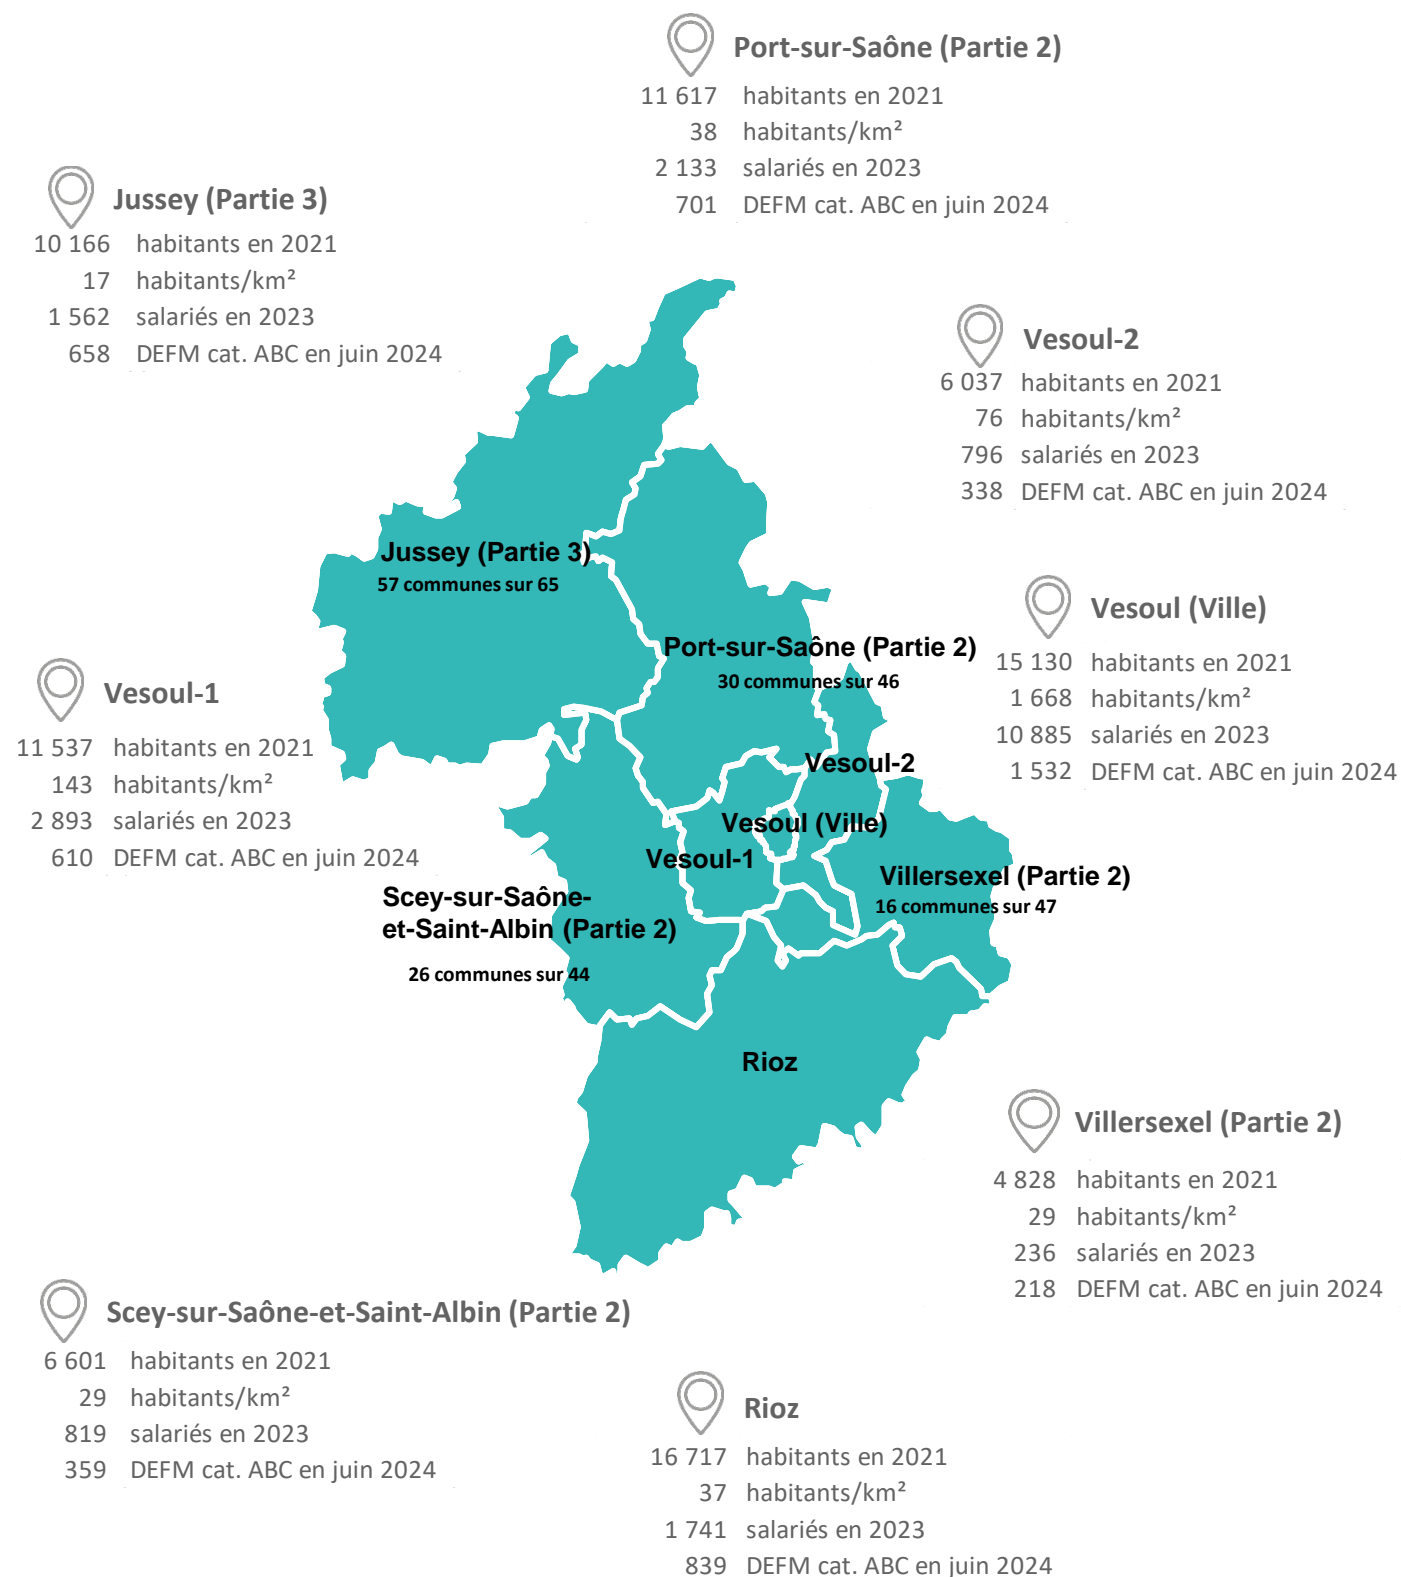 Port-sur-Saône (Partie 2)
11 617 habitants en 2021
38 habitants/km²
2 133 salariés en 2023
701 DEFM cat. ABC en juin 2024
Jussey (Partie 3)
10 166 habitants en 2021
17 habitants/km²
1 562 salariés en 2023
658 DEFM cat. ABC en juin 2024
Vesoul-2
6 037 habitants en 2021
76 habitants/km²
796 salariés en 2023
338 DEFM cat. ABC en juin 2024
Jussey (Partie 3)
57 communes sur 65
Vesoul (Ville)
15 130 habitants en 2021
1 668 habitants/km²
10 885 salariés en 2023
1 532 DEFM cat. ABC en juin 2024
Port-sur-Saône (Partie 2)
30 communes sur 46
Vesoul-1
11 537 habitants en 2021
143 habitants/km²
2 893 salariés en 2023
610 DEFM cat. ABC en juin 2024
Vesoul-2
Vesoul (Ville)
Vesoul-1
Villersexel (Partie 2)
16 communes sur 47
Scey-sur-Saône-
et-Saint-Albin (Partie 2)
26 communes sur 44
Rioz
Villersexel (Partie 2)
4 828 habitants en 2021
29 habitants/km²
236 salariés en 2023
218 DEFM cat. ABC en juin 2024
Scey-sur-Saône-et-Saint-Albin (Partie 2)
6 601 habitants en 2021
29 habitants/km²
819 salariés en 2023
359 DEFM cat. ABC en juin 2024
Rioz
16 717 habitants en 2021
37 habitants/km²
1 741 salariés en 2023
839 DEFM cat. ABC en juin 2024